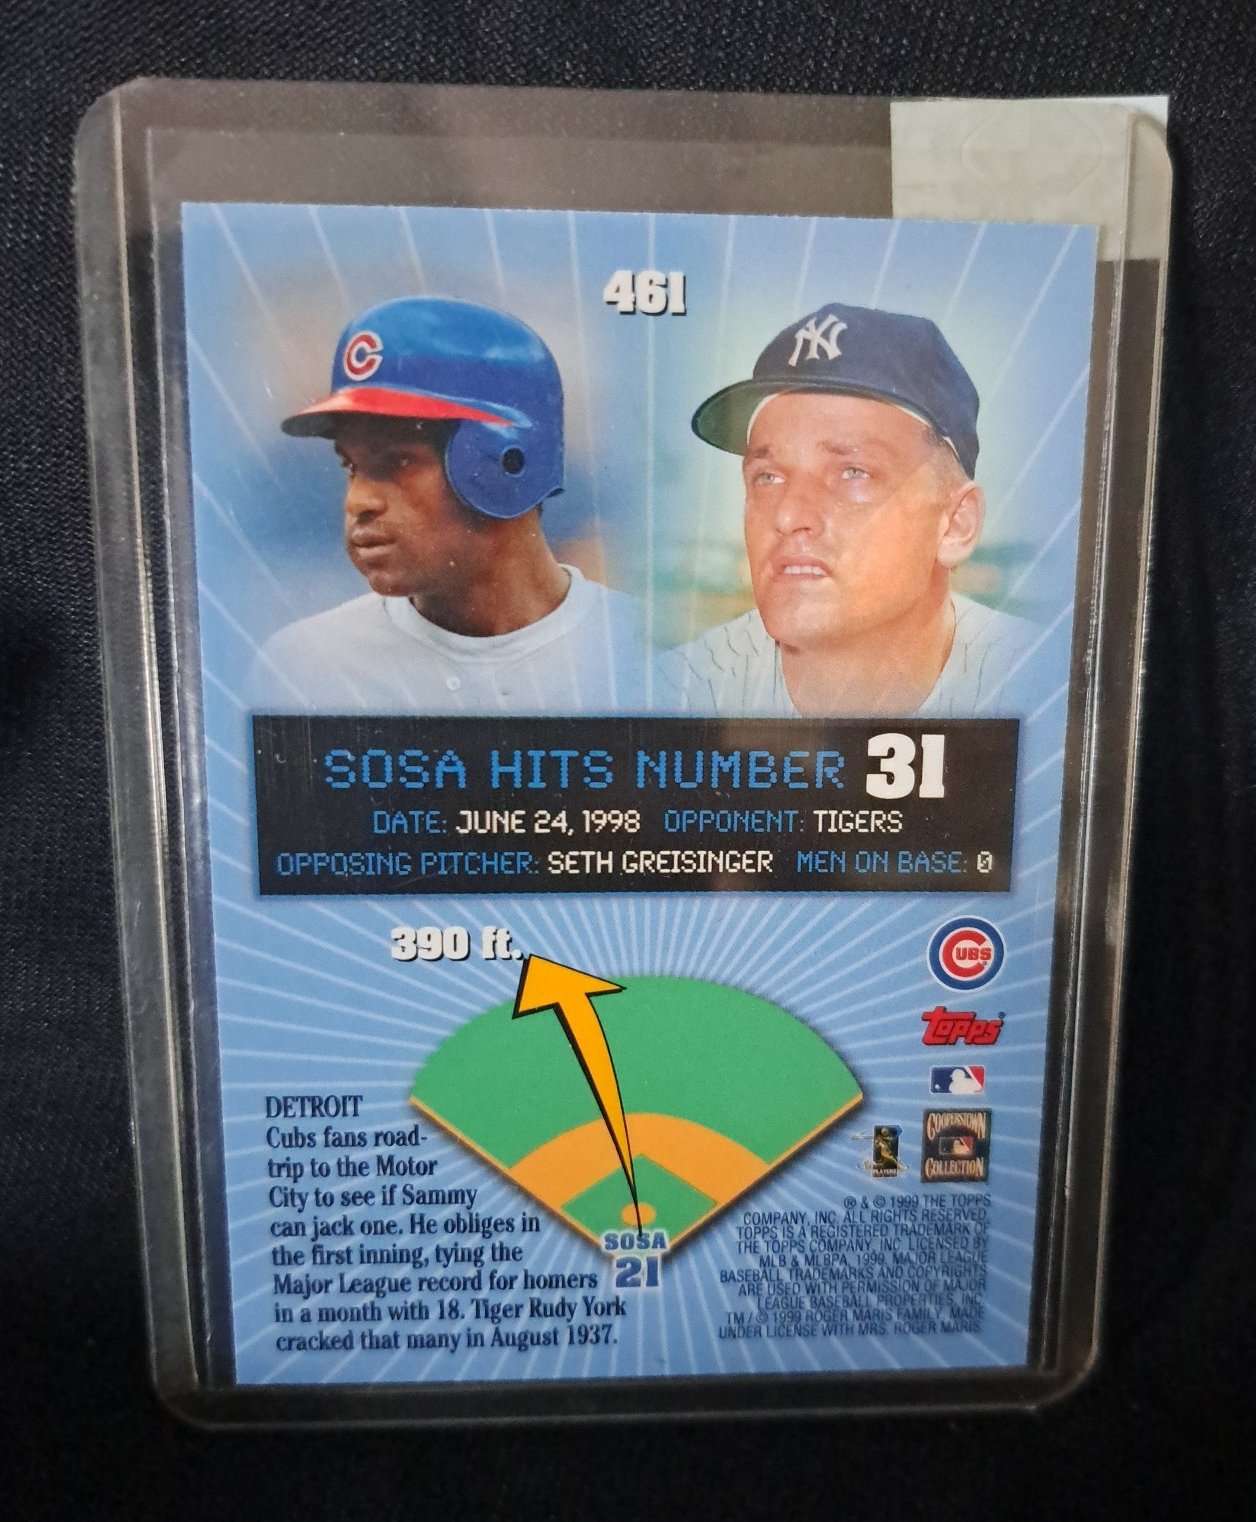 461
C
NY
SOSA HITS NUMBER 31
DATE: JUNE 24, 1998 OPPONENT: TIGERS
OPPOSING PITCHER: SETH GREISINGER MEN ON BASE: 0
390 ft.
CUBS
Topps®
COOPERSTOWN
COLLECTION
PLAYERS
DETROIT
Cubs fans road-
trip to the Motor
City to see if Sammy
can jack one. He obliges in
the first inning, tying the
Major League record for homers
in a month with 18. Tiger Rudy York
cracked that many in August 1937.
SOSA
21
® & © 1999 THE TOPPS
COMPANY, INC. ALL RIGHTS RESERVED.
TOPPS IS A REGISTERED TRADEMARK OF
THE TOPPS COMPANY, INC. LICENSED BY
MLB & MLBPA, 1999. MAJOR LEAGUE
BASEBALL TRADEMARKS AND COPYRIGHTS
ARE USED WITH PERMISSION OF MAJOR
LEAGUE BASEBALL PROPERTIES, INC.
TM / © 1999 ROGER MARIS FAMILY. MADE
UNDER LICENSE WITH MRS. ROGER MARIS.